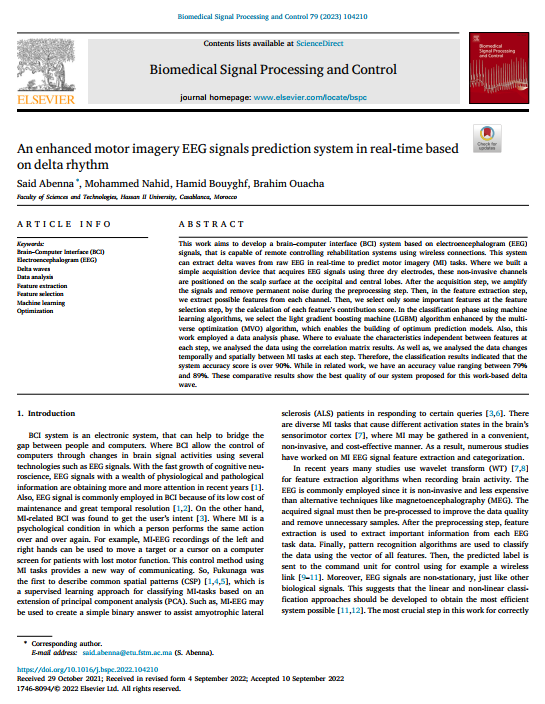 Biomedical Signal Processing and Control 79 (2023) 104210
Contents lists available at ScienceDirect
Biomedical Signal Processing and Control
journal homepage: www.elsevier.com/locate/bspc
ELSEVIER
Biomedical
Signal Processing
and Control
Check for
updates
An enhanced motor imagery EEG signals prediction system in real-time based
on delta rhythm
Said Abenna *, Mohammed Nahid, Hamid Bouyghf, Brahim Ouacha
Faculty of Sciences and Technologies, Hassan II University, Casablanca, Morocco
ARTICLE INFO
Keywords:
Brain–Computer Interface (BCI)
Electroencephalogram (EEG)
Delta waves
Data analysis
Feature extraction
Feature selection
Machine learning
Optimization
ABSTRACT
This work aims to develop a brain–computer interface (BCI) system based on electroencephalogram (EEG)
signals, that is capable of remote controlling rehabilitation systems using wireless connections. This system
can extract delta waves from raw EEG in real-time to predict motor imagery (MI) tasks. Where we built a
simple acquisition device that acquires EEG signals using three dry electrodes, these non-invasive channels
are positioned on the scalp surface at the occipital and central lobes. After the acquisition step, we amplify
the signals and remove permanent noise during the preprocessing step. Then, in the feature extraction step,
we extract possible features from each channel. Then, we select only some important features at the feature
selection step, by the calculation of each feature's contribution score. In the classification phase using machine
learning algorithms, we select the light gradient boosting machine (LGBM) algorithm enhanced by the multi-
verse optimization (MVO) algorithm, which enables the building of optimum prediction models. Also, this
work employed a data analysis phase. Where to evaluate the characteristics independent between features at
each step, we analysed the data using the correlation matrix results. As well as, we analysed the data changes
temporally and spatially between MI tasks at each step. Therefore, the classification results indicated that the
system accuracy score is over 90%. While in related work, we have an accuracy value ranging between 79%
and 89%. These comparative results show the best quality of our system proposed for this work-based delta
wave.
1. Introduction
BCI system is an electronic system, that can help to bridge the
gap between people and computers. Where BCI allow the control of
computers through changes in brain signal activities using several
technologies such as EEG signals. With the fast growth of cognitive neu-
roscience, EEG signals with a wealth of physiological and pathological
information are obtaining more and more attention in recent years [1].
Also, EEG signal is commonly employed in BCI because of its low cost of
maintenance and great temporal resolution [1,2]. On the other hand,
MI-related BCI was found to get the user's intent [3]. Where MI is a
psychological condition in which a person performs the same action
over and over again. For example, MI-EEG recordings of the left and
right hands can be used to move a target or a cursor on a computer
screen for patients with lost motor function. This control method using
MI tasks provides a new way of communicating. So, Fukunaga was
the first to describe common spatial patterns (CSP) [1,4,5], which is
a supervised learning approach for classifying MI-tasks based on an
extension of principal component analysis (PCA). Such as, MI-EEG may
be used to create a simple binary answer to assist amyotrophic lateral
sclerosis (ALS) patients in responding to certain queries [3,6]. There
are diverse MI tasks that cause different activation states in the brain's
sensorimotor cortex [7], where MI may be gathered in a convenient,
non-invasive, and cost-effective manner. As a result, numerous studies
have worked on MI EEG signal feature extraction and categorization.
In recent years many studies use wavelet transform (WT) [7,8]
for feature extraction algorithms when recording brain activity. The
EEG is commonly employed since it is non-invasive and less expensive
than alternative techniques like magnetoencephalography (MEG). The
acquired signal must then be pre-processed to improve the data quality
and remove unnecessary samples. After the preprocessing step, feature
extraction is used to extract important information from each EEG
task data. Finally, pattern recognition algorithms are used to classify
the data using the vector of all features. Then, the predicted label is
sent to the command unit for control using for example a wireless
link [9–11]. Moreover, EEG signals are non-stationary, just like other
biological signals. This suggests that the linear and non-linear classi-
fication approaches should be developed to obtain the most efficient
system possible [11,12]. The most crucial step in this work for correctly
* Corresponding author.
E-mail address: said.abenna@etu.fstm.ac.ma (S. Abenna).
https://doi.org/10.1016/j.bspc.2022.104210
Received 29 October 2021; Received in revised form 4 September 2022; Accepted 10 September 2022
1746-8094/© 2022 Elsevier Ltd. All rights reserved.